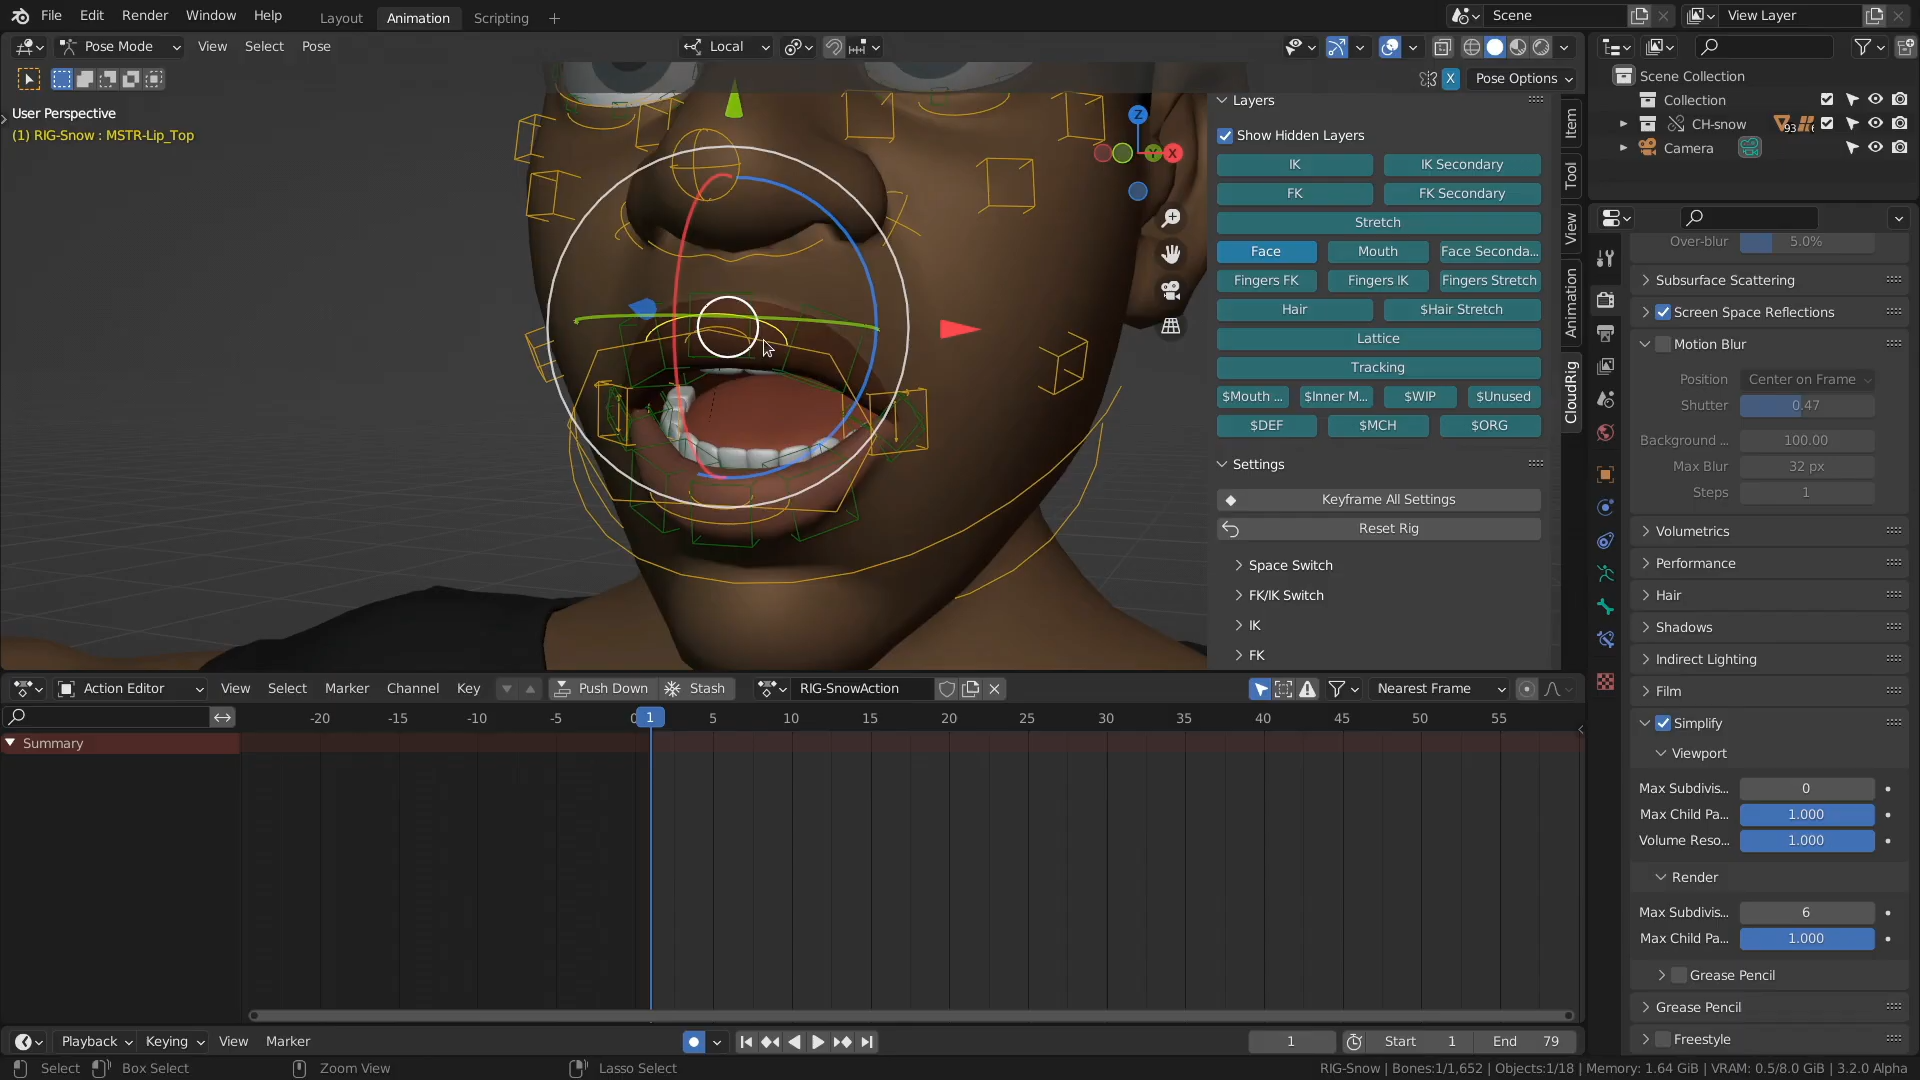 File Edit Render Window Help Layout Animation Scripting + Scene View Layer
Pose Mode View Select Pose Local
X Pose Options
User Perspective
(1) RIG-Snow : MSTR-Lip_Top
Z
Y
X
Layers
Show Hidden Layers
IK IK Secondary
FK FK Secondary
Stretch
Face Mouth Face Seconda...
Fingers FK Fingers IK Fingers Stretch
Hair $Hair Stretch
Lattice
Tracking
$Mouth ... $Inner M... $WIP $Unused
$DEF $MCH $ORG
Settings
Keyframe All Settings
Reset Rig
Space Switch
FK/IK Switch
IK
FK
Item
Tool
View
Animation
CloudRig
Scene Collection
Collection
CH-snow 93
Camera
Over-blur 5.0%
Subsurface Scattering
Screen Space Reflections
Motion Blur
Position Center on Frame
Shutter 0.47
Background ... 100.00
Max Blur 32 px
Steps 1
Volumetrics
Performance
Hair
Shadows
Indirect Lighting
Film
Simplify
Viewport
Max Subdivis... 0
Max Child Pa... 1.000
Volume Reso... 1.000
Render
Max Subdivis... 6
Max Child Pa... 1.000
Grease Pencil
Grease Pencil
Freestyle
Action Editor View Select Marker Channel Key Push Down Stash RIG-SnowAction Nearest Frame
-20 -15 -10 -5 0 1 5 10 15 20 25 30 35 40 45 50 55
Summary
Playback Keying View Marker 1 Start 1 End 79
Select Box Select Zoom View Lasso Select RIG-Snow | Bones:1/1,652 | Objects:1/18 | Memory: 1.64 GiB | VRAM: 0.5/8.0 GiB | 3.2.0 Alpha